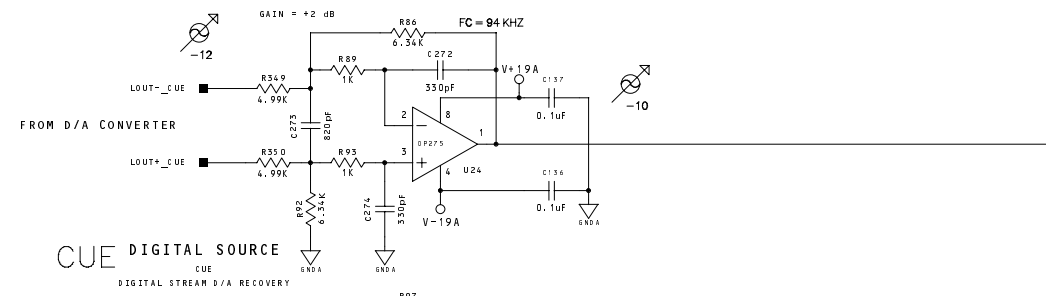 GAIN = +2 dB
R86
FC = 94 KHZ
6.34K
-12
C272
R89
V+19A
C137
R349
1K
330pF
LOUT-_CUE
-10
4.99K
2
8
0.1uF
C273
820pF
FROM D/A CONVERTER
1
OP275
R350
R93
3
LOUT+_CUE
4
U24
C136
4.99K
1K
R92
6.34K
C274
330pF
0.1uF
V-19A
GNDA
CUE DIGITAL SOURCE
GNDA
GNDA
CUE
DIGITAL STREAM D/A RECOVERY